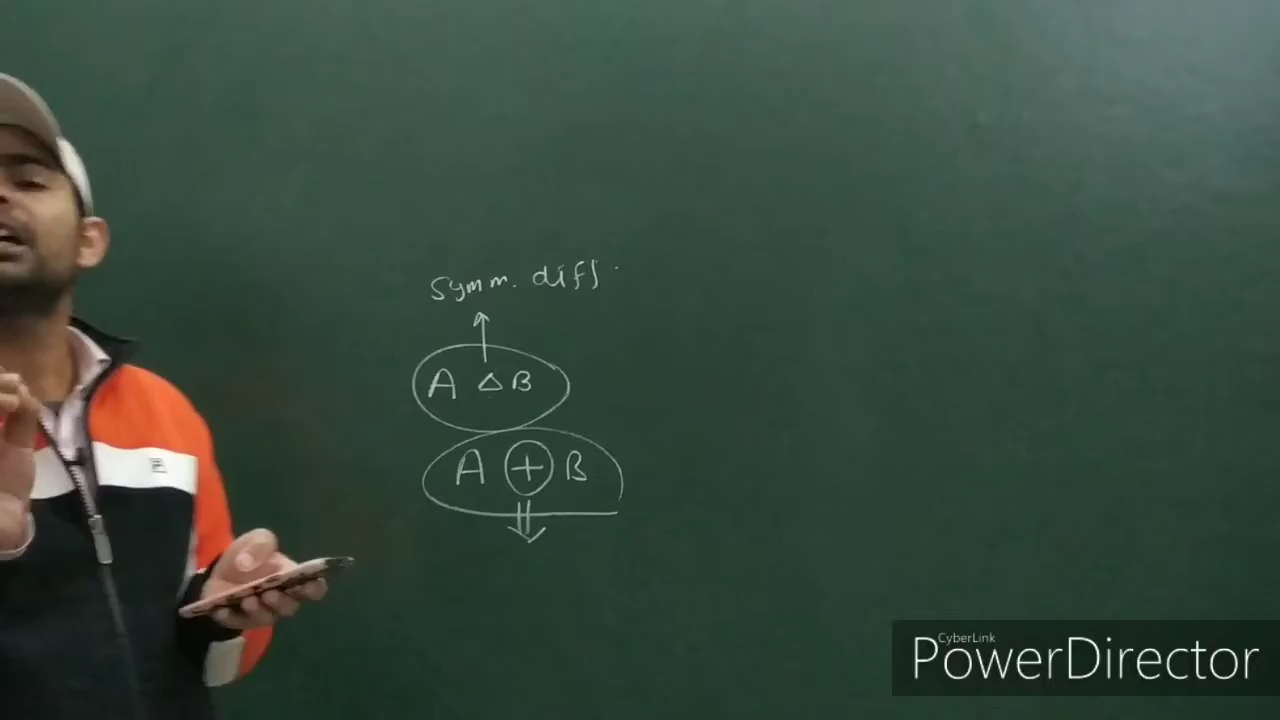 symm. diff.
A △ B
A ⊕ B
CyberLink
PowerDirector